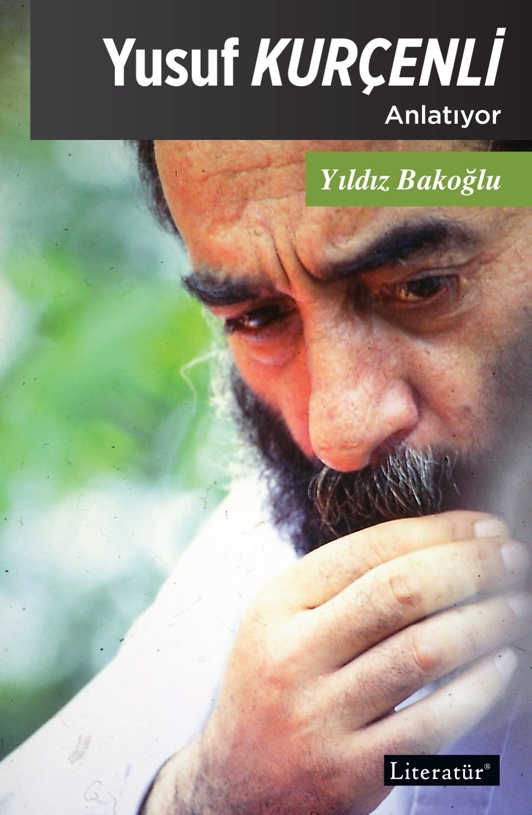 Yusuf KURÇENLİ
Anlatıyor
Yıldız Bakoğlu
Literatür®